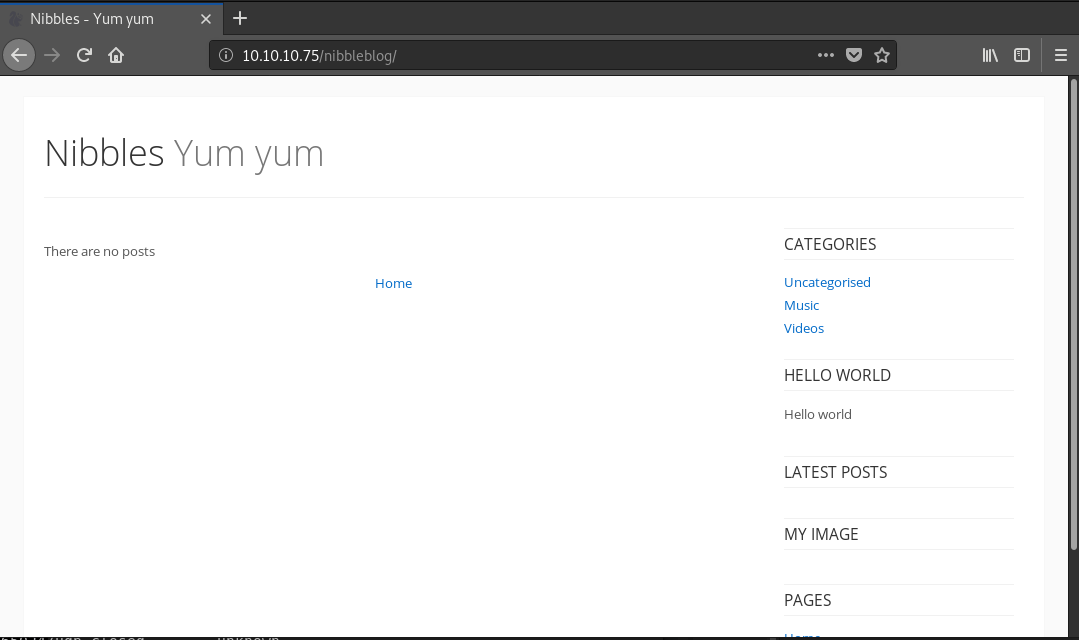 Nibbles - Yum yum
10.10.10.75/nibbleblog/
Nibbles Yum yum
There are no posts
Home
CATEGORIES
Uncategorised
Music
Videos
HELLO WORLD
Hello world
LATEST POSTS
MY IMAGE
PAGES
Home